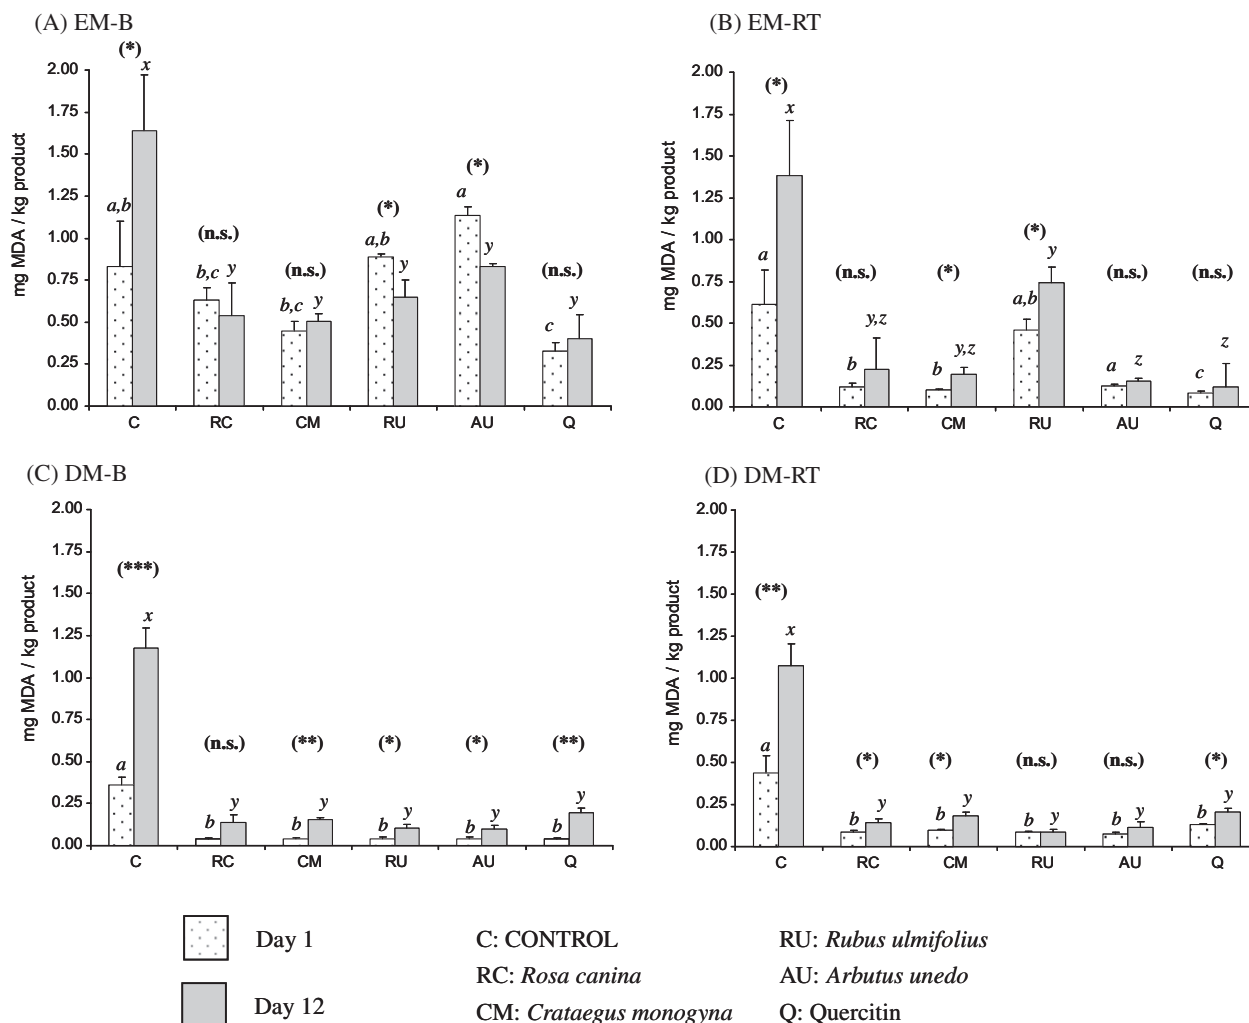 (A) EM-B
mg MDA / kg product
2.00
1.75
1.50
1.25
1.00
0.75
0.50
0.25
0.00
(*)
x
a,b
(n.s.)
b,c
y
(n.s.)
b,c
y
(*)
a,b
y
(*)
a
y
(n.s.)
c
y
C RC CM RU AU Q
(B) EM-RT
mg MDA / kg product
2.00
1.75
1.50
1.25
1.00
0.75
0.50
0.25
0.00
(*)
x
a
(n.s.)
b
y,z
(*)
b
y,z
(*)
a,b
y
(n.s.)
a
z
(n.s.)
c
z
C RC CM RU AU Q
(C) DM-B
mg MDA / kg product
2.00
1.75
1.50
1.25
1.00
0.75
0.50
0.25
0.00
(***)
x
a
(n.s.)
b
y
(**)
b
y
(*)
b
y
(*)
b
y
(**)
b
y
C RC CM RU AU Q
(D) DM-RT
mg MDA / kg product
2.00
1.75
1.50
1.25
1.00
0.75
0.50
0.25
0.00
(**)
x
a
(*)
b
y
(*)
b
y
(n.s.)
b
y
(n.s.)
b
y
(*)
b
y
C RC CM RU AU Q
Day 1
Day 12
C: CONTROL
RC: Rosa canina
CM: Crataegus monogyna
RU: Rubus ulmifolius
AU: Arbutus unedo
Q: Quercitin